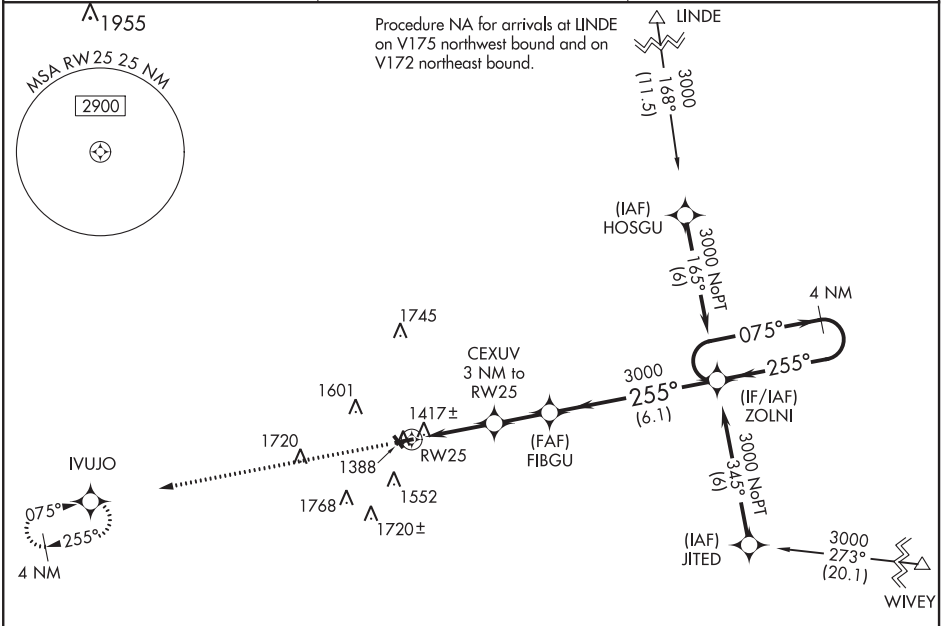 1955
MSA RW 25 25 NM
2900
Procedure NA for arrivals at LINDE
on V175 northwest bound and on
V172 northeast bound.
LINDE
3000
168°
(11.5)
(IAF)
HOSGU
3000 NoPT
165°
(6)
4 NM
075°
255°
(IF/IAF)
ZOLNI
3000
255°
(6.1)
1745
CEXUV
3 NM to
RW25
1601
1417±
(FAF)
FIBGU
1720
RW25
1388
IVUJO
1552
1768
1720±
075°
255°
4 NM
3000 NoPT
345°
(6)
(IAF)
JITED
3000
273°
(20.1)
WIVEY